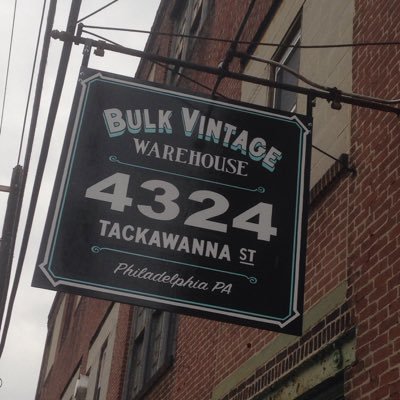 BULK VINTAGE
WAREHOUSE
4324
TACKAWANNA ST
Philadelphia PA